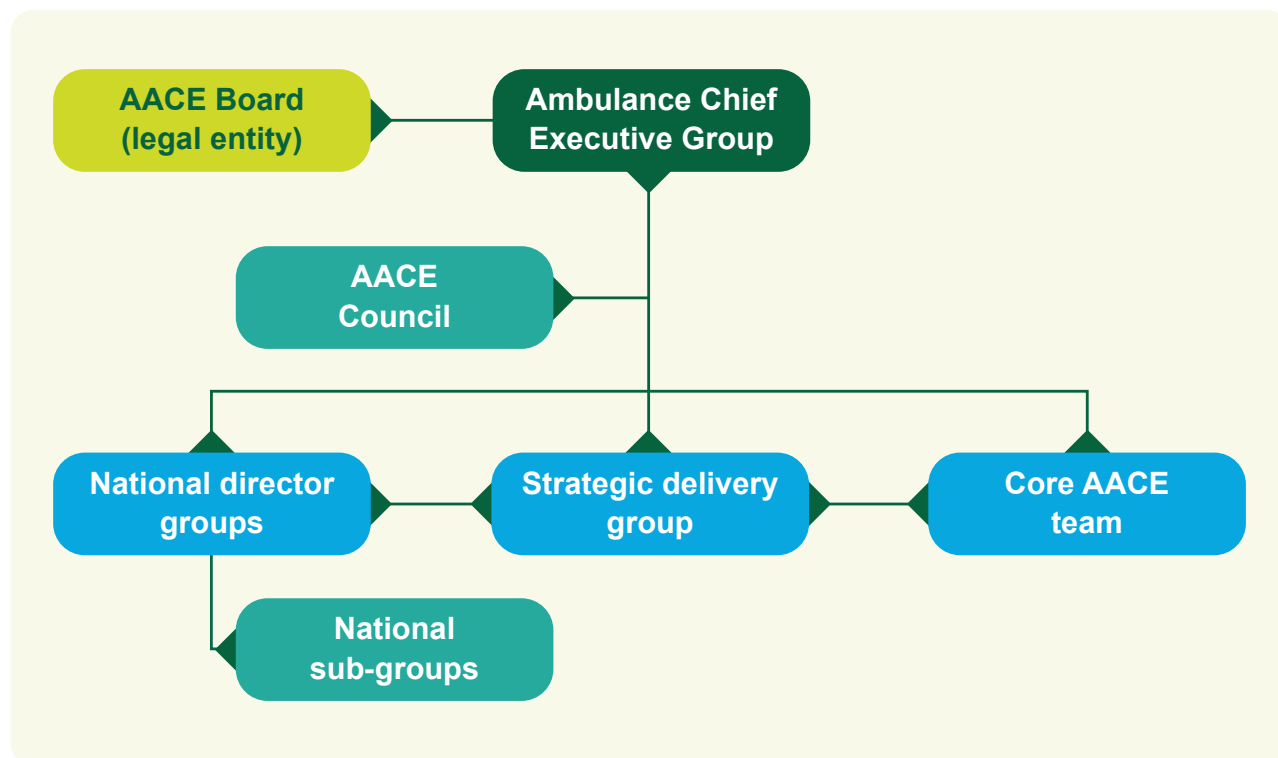 AACE Board
(legal entity)
Ambulance Chief
Executive Group
AACE
Council
National director
groups
Strategic delivery
group
Core AACE
team
National
sub-groups